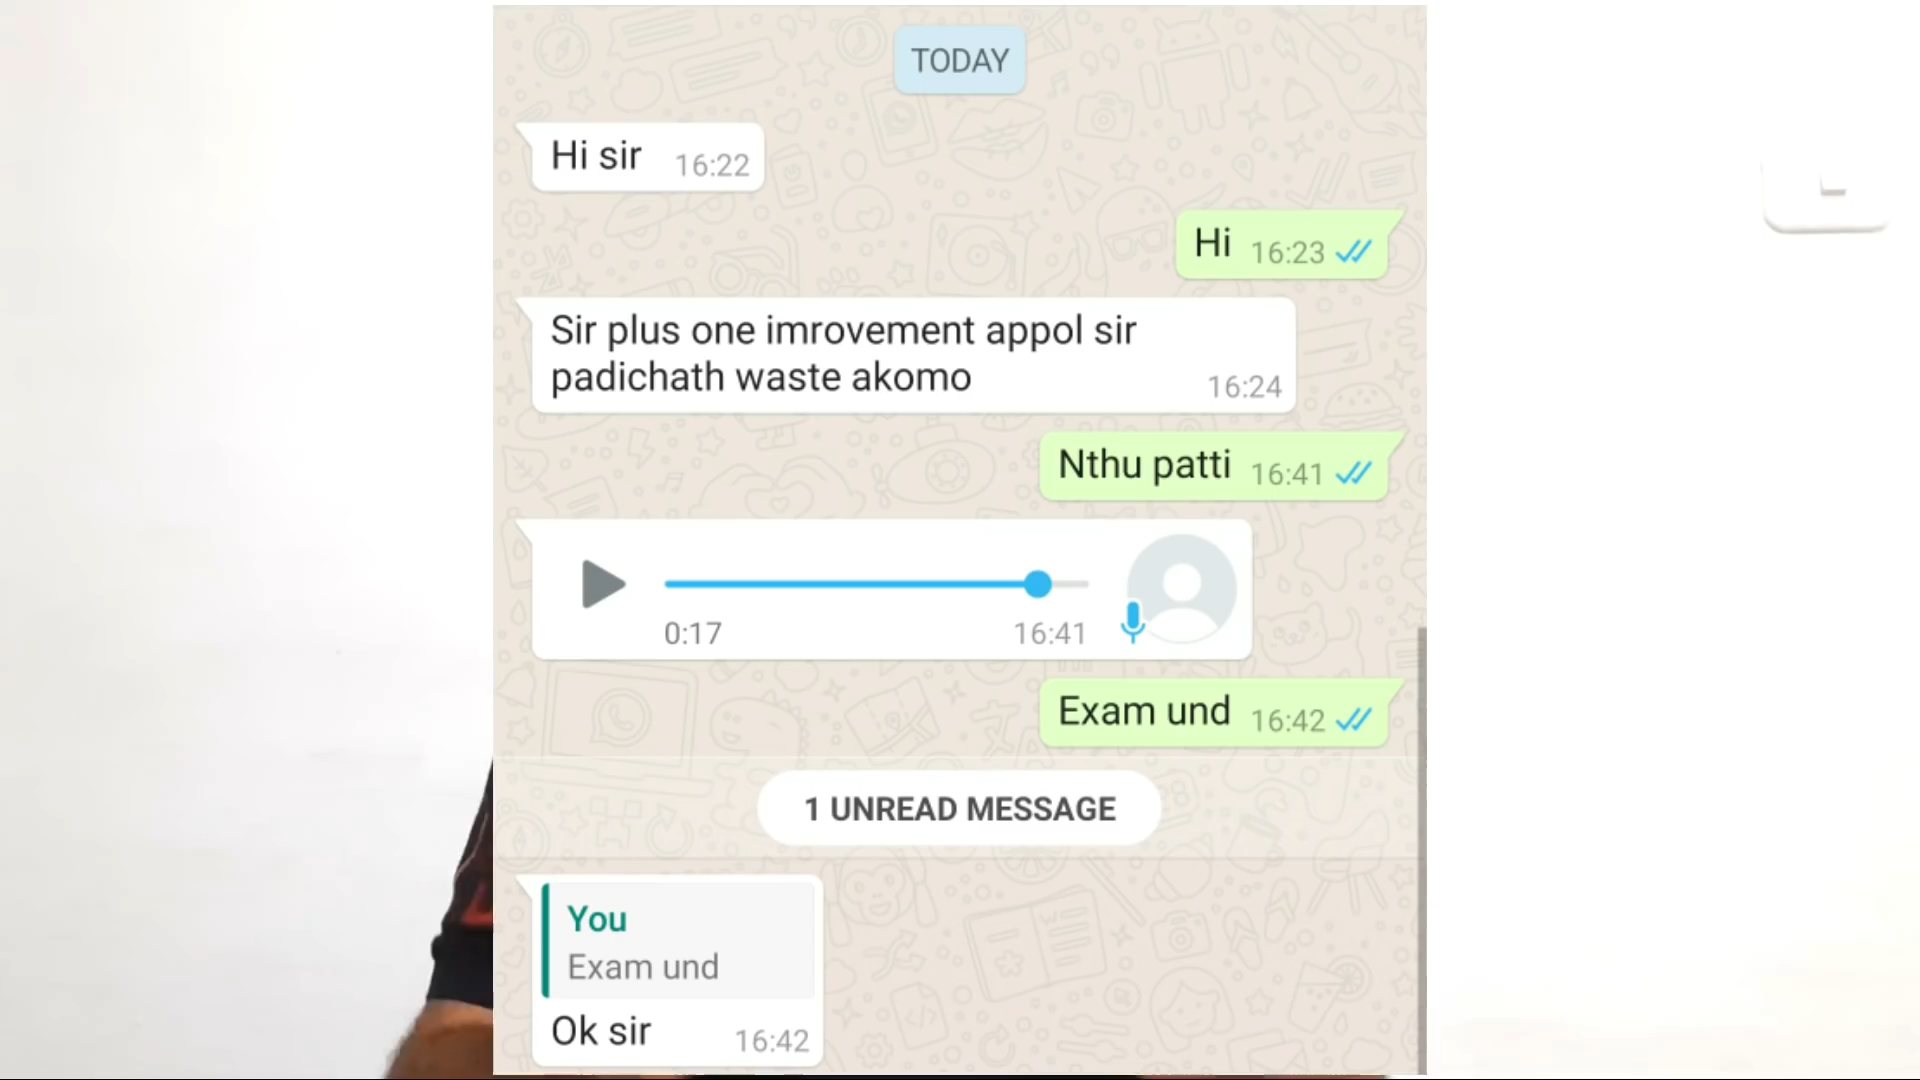 TODAY
Hi sir 16:22
Hi 16:23
Sir plus one imrovement appol sir
padichath waste akomo 16:24
Nthu patti 16:41
0:17 16:41
Exam und 16:42
1 UNREAD MESSAGE
You
Exam und
Ok sir 16:42